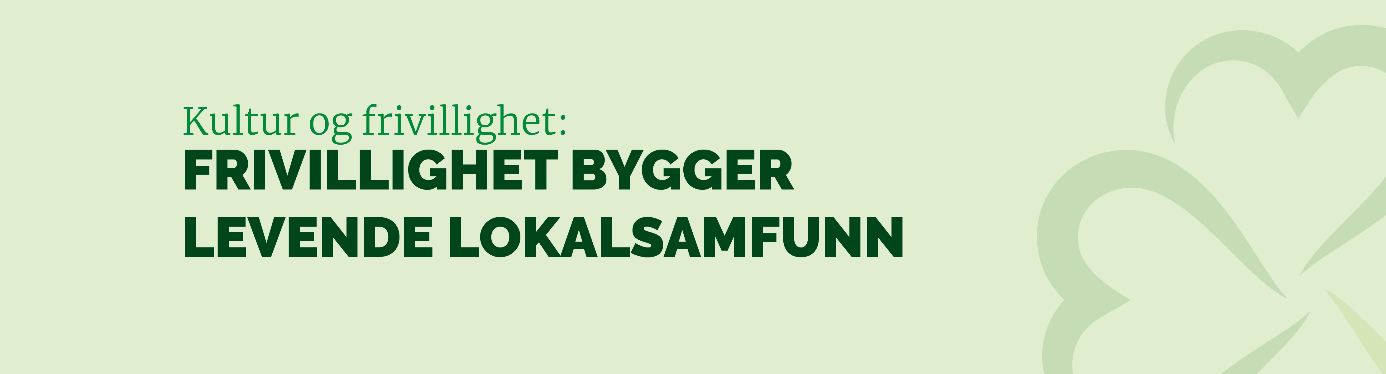 Kultur og frivillighet:
FRIVILLIGHET BYGGER
LEVENDE LOKALSAMFUNN